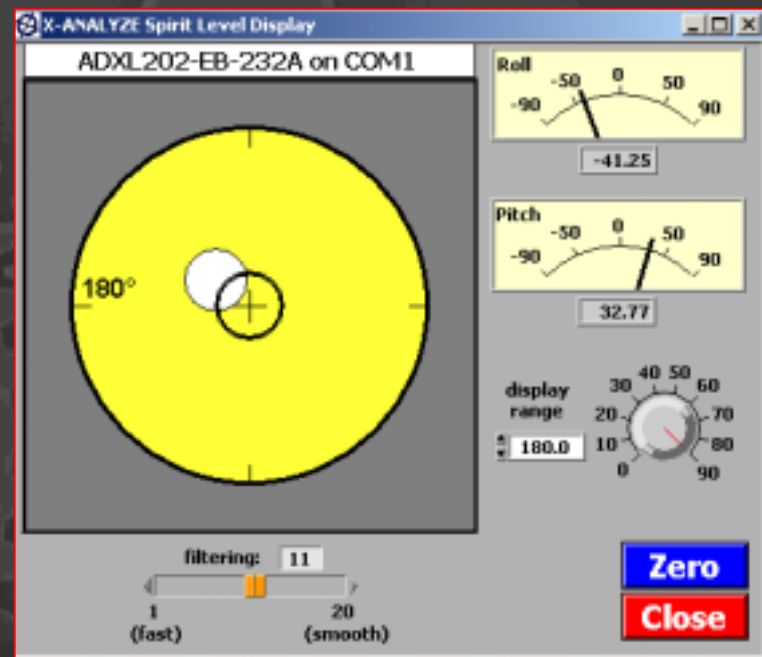 X-ANALYZE Spirit Level Display
ADXL202-EB-232A on COM1
180°
Roll
-90 -50 0 50 90
-41.25
Pitch
-90 -50 0 50 90
32.77
display
range
180.0
0 10 20 30 40 50 60 70 80 90
filtering: 11
1 20
(fast) (smooth)
Zero
Close